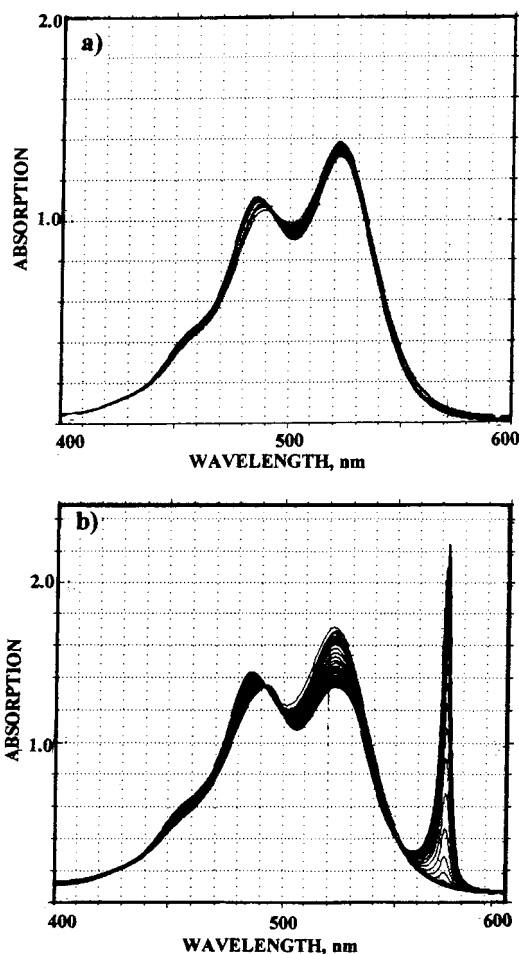 2.0
a)
1.0
ABSORPTION
400
500
600
WAVELENGTH, nm
b)
2.0
1.0
ABSORPTION
400
500
600
WAVELENGTH, nm